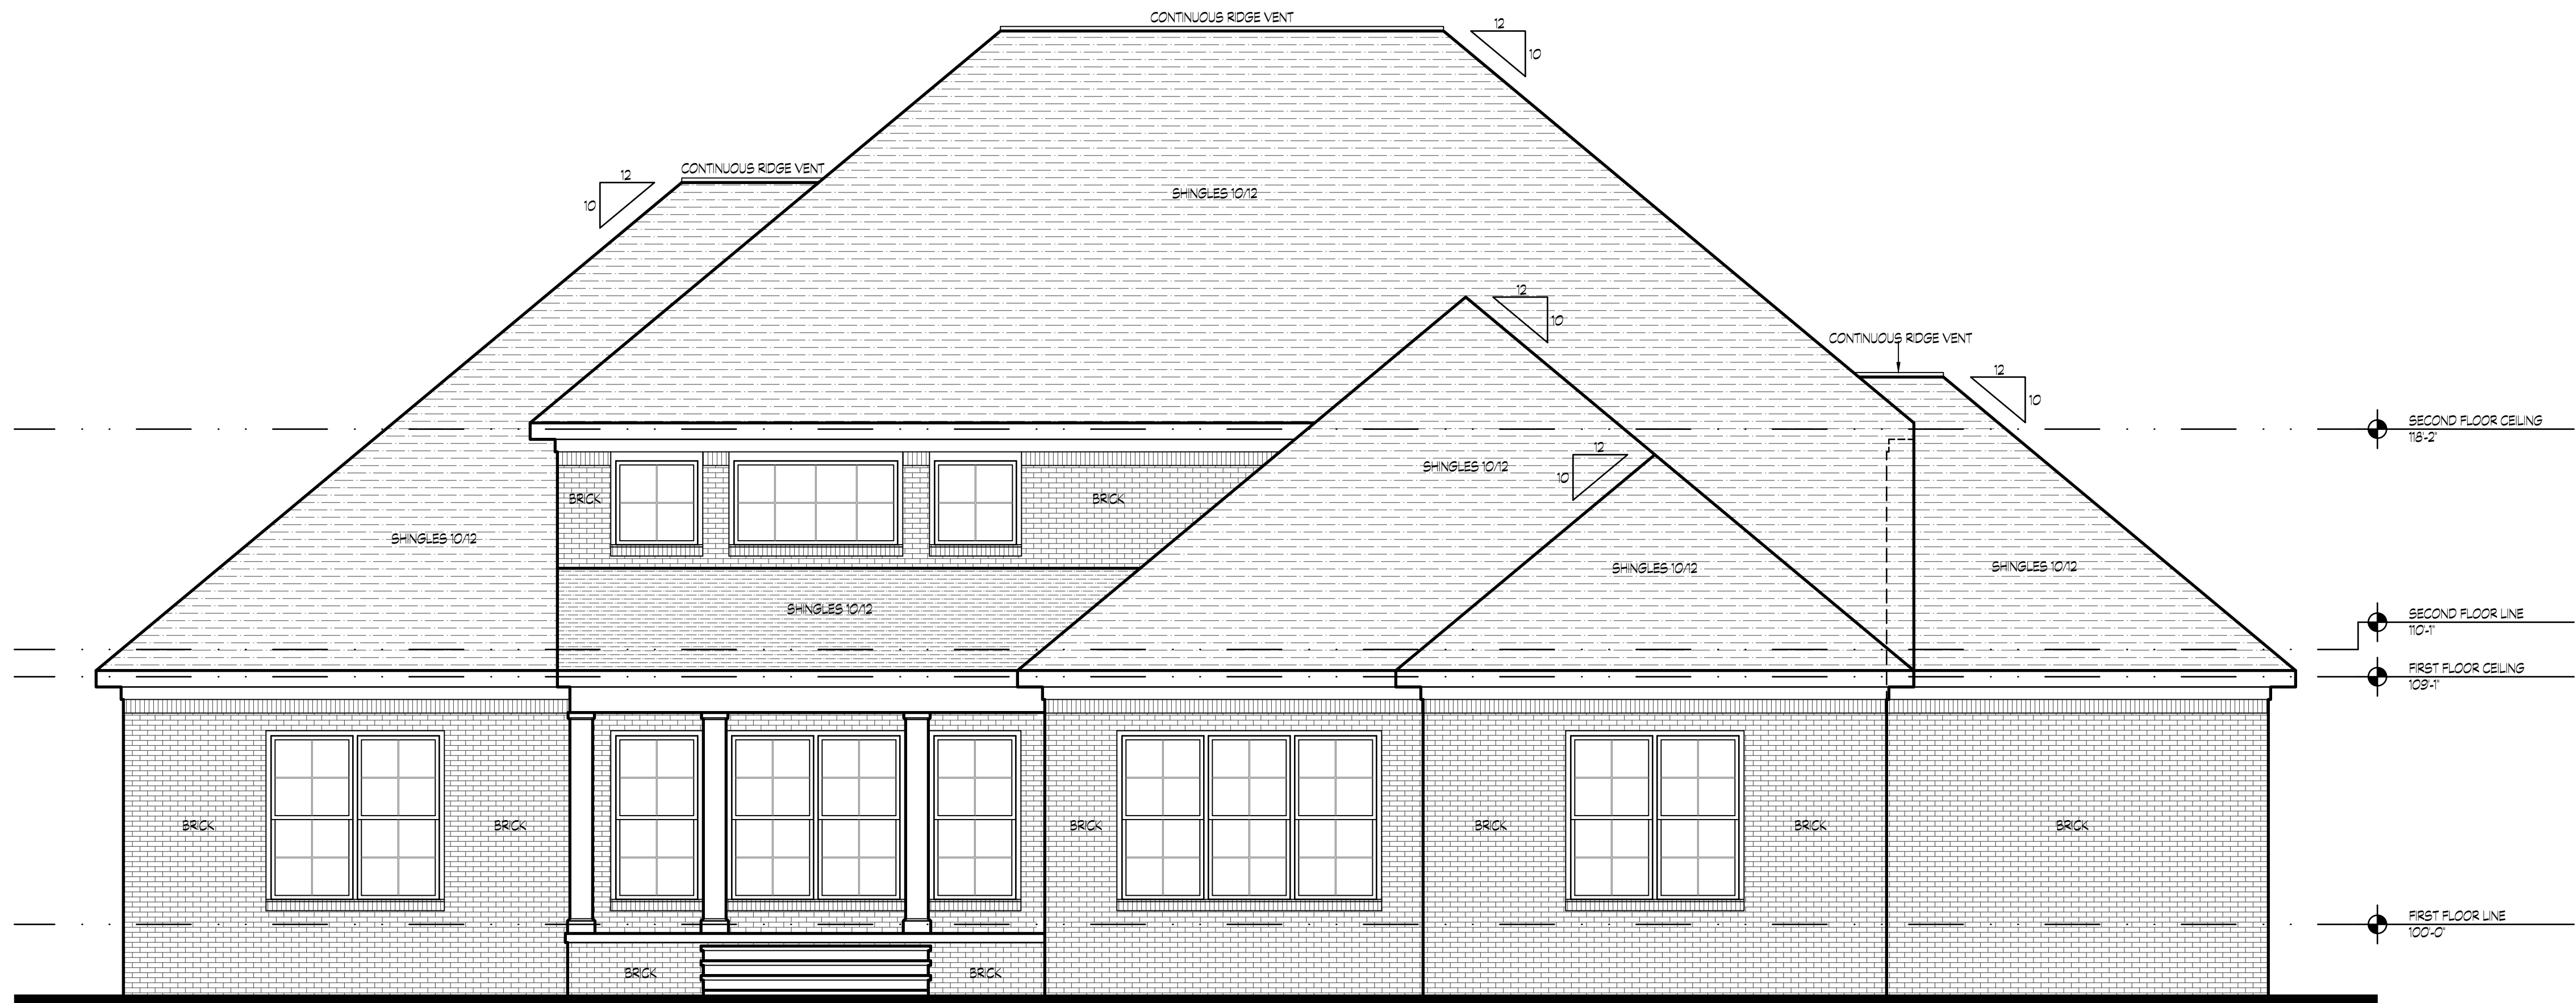 CONTINUOUS RIDGE VENT
12
10
CONTINUOUS RIDGE VENT
12
10
SHINGLES 10/12
12
10
CONTINUOUS RIDGE VENT
12
10
SECOND FLOOR CEILING
118'-2"
12
10
SHINGLES 10/12
BRICK
BRICK
SHINGLES 10/12
SHINGLES 10/12
SHINGLES 10/12
SHINGLES 10/12
SECOND FLOOR LINE
110'-1"
FIRST FLOOR CEILING
109'-1"
BRICK
BRICK
BRICK
BRICK
BRICK
BRICK
FIRST FLOOR LINE
100'-0"
BRICK
BRICK